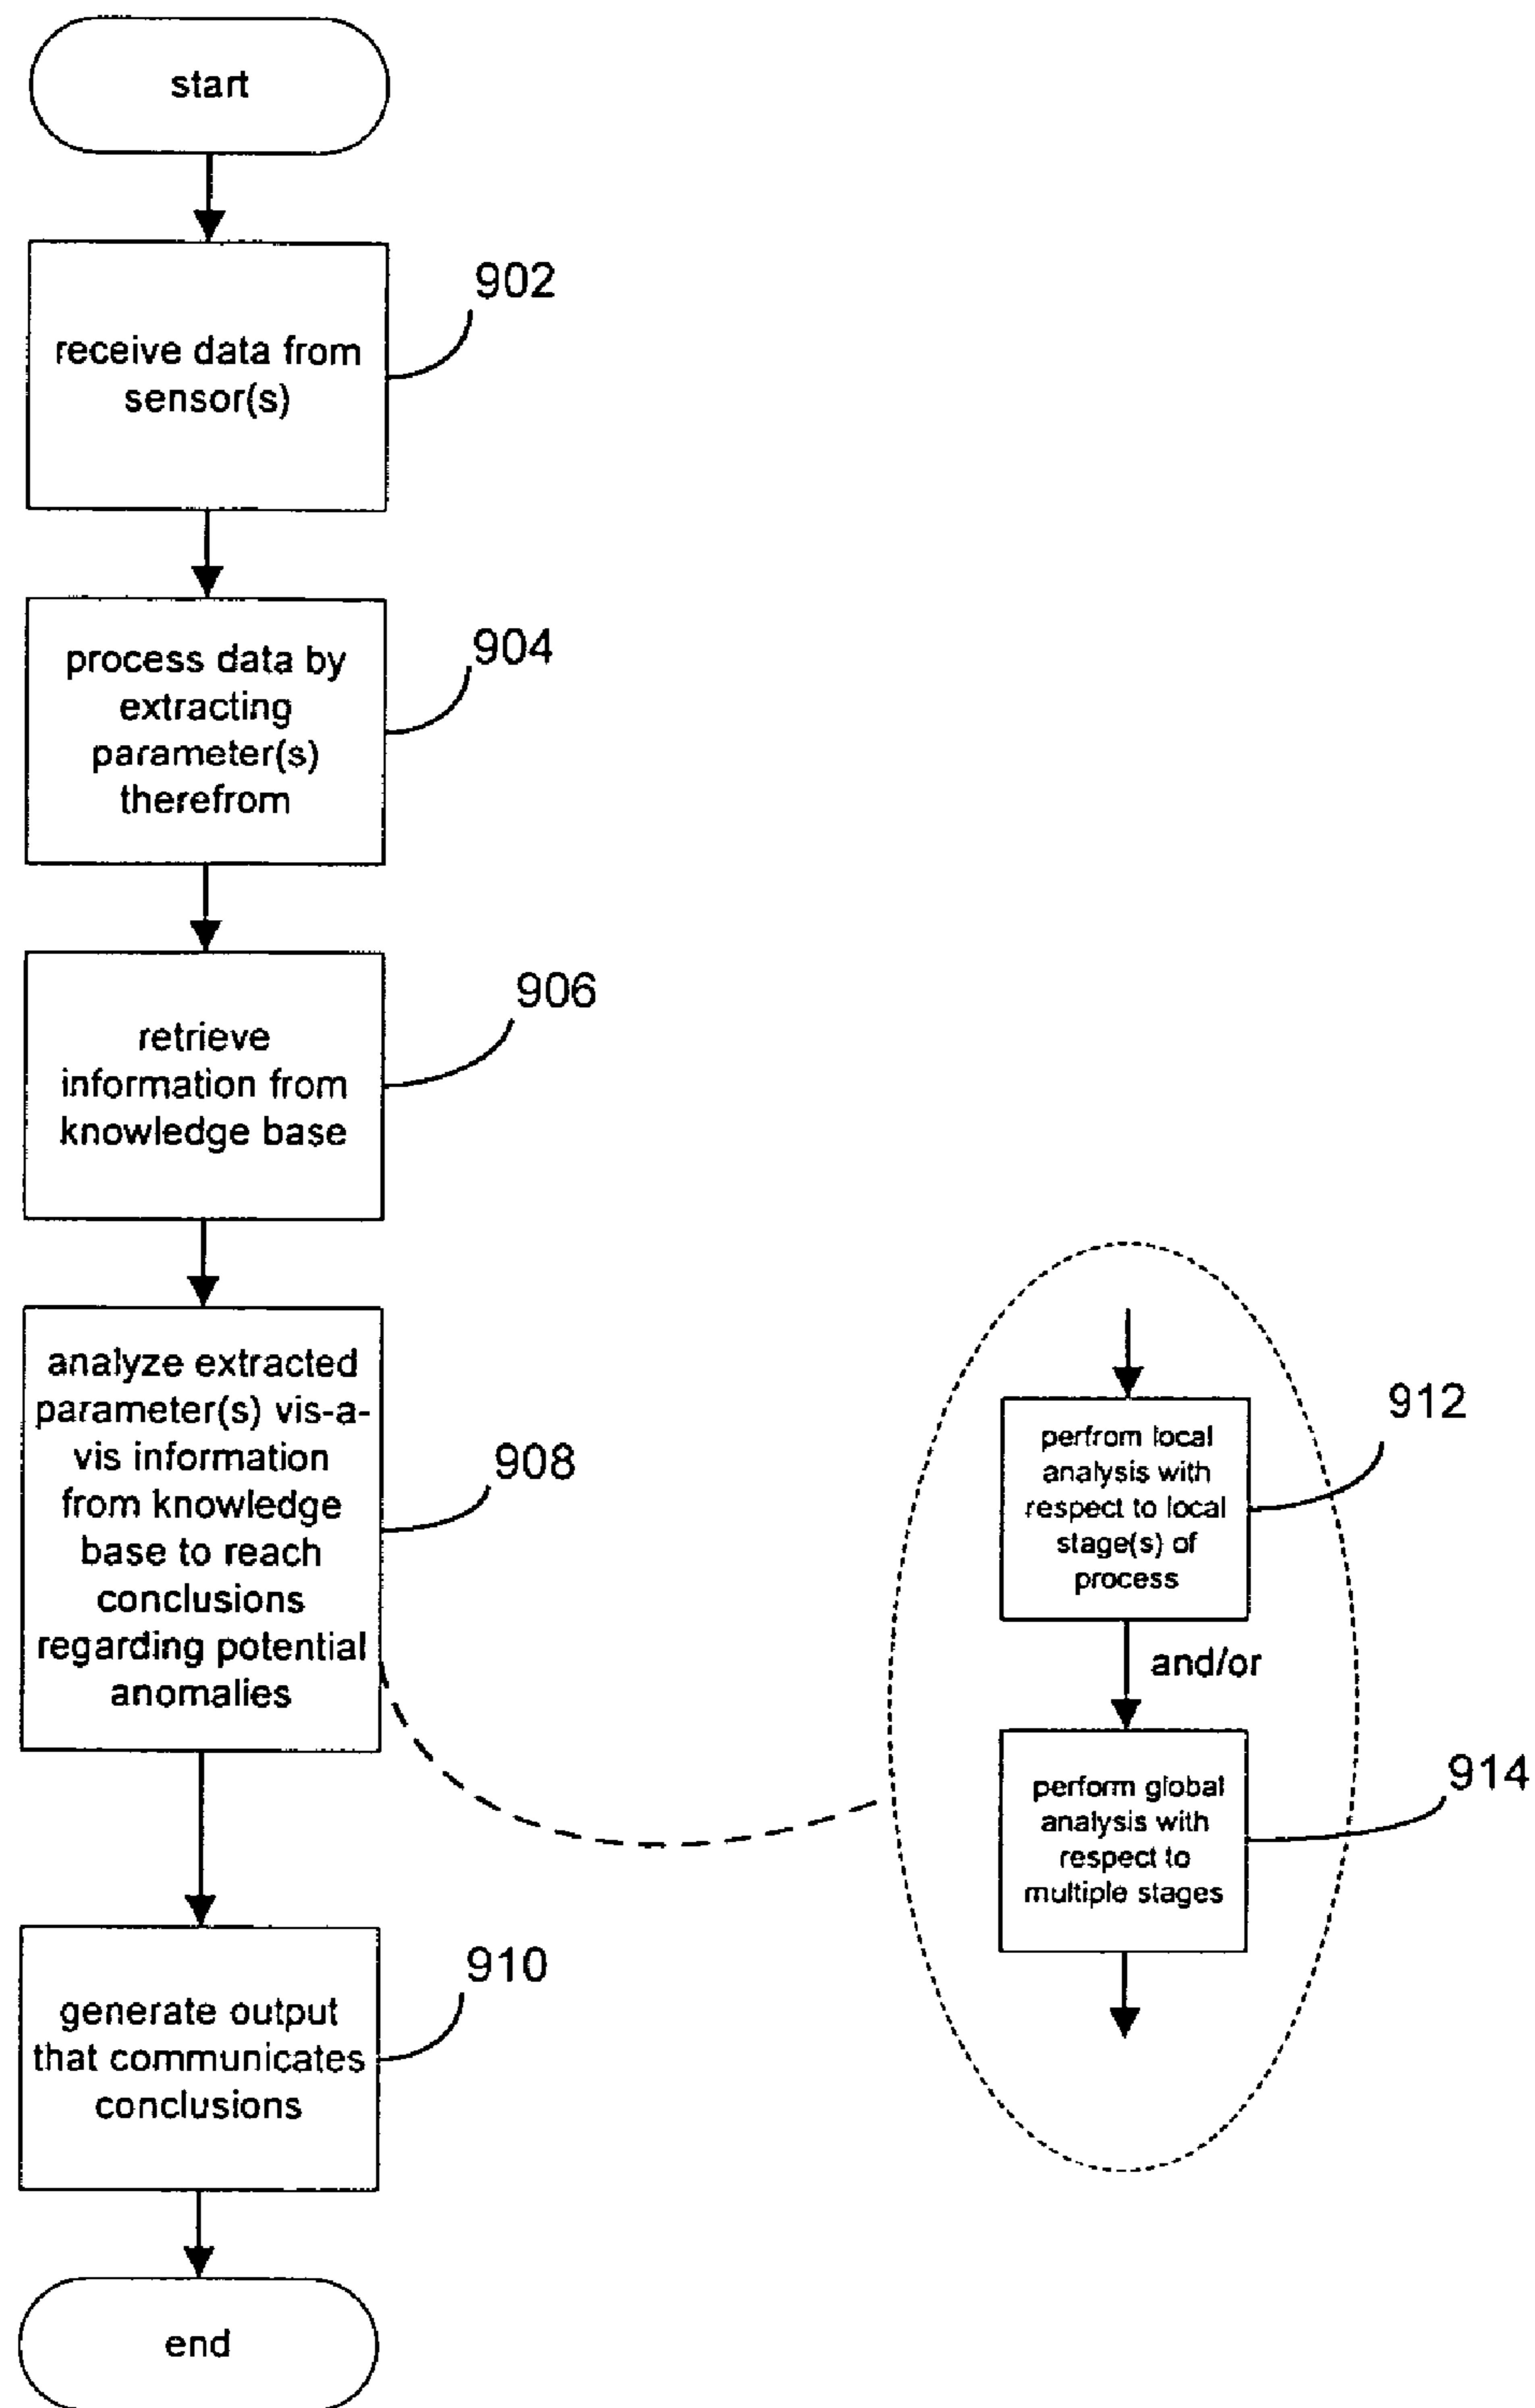 start
902
receive data from
sensor(s)
904
process data by
extracting
parameter(s)
therefrom
906
retrieve
information from
knowledge base
908
analyze extracted
parameter(s) vis-a-
vis information
from knowledge
base to reach
conclusions
regarding potential
anomalies
912
perfrom local
analysis with
respect to local
stage(s) of
process
and/or
914
perform global
analysis with
respect to
multiple stages
910
generate output
that communicates
conclusions
end